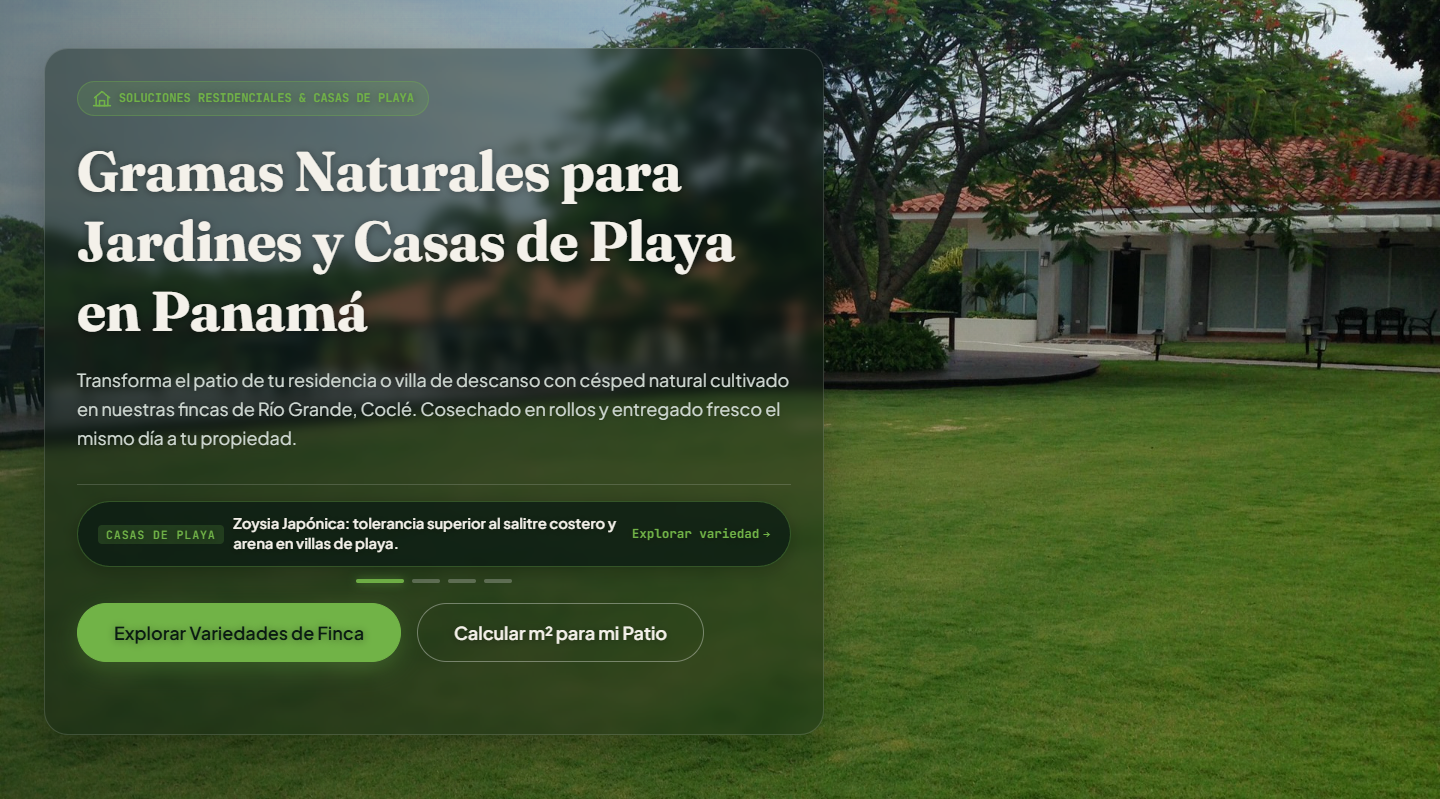 SOLUCIONES RESIDENCIALES & CASAS DE PLAYA
Gramas Naturales para
Jardines y Casas de Playa
en Panamá
Transforma el patio de tu residencia o villa de descanso con césped natural cultivado
en nuestras fincas de Río Grande, Coclé. Cosechado en rollos y entregado fresco el
mismo día a tu propiedad.
CASAS DE PLAYA
Zoysia Japónica: tolerancia superior al salitre costero y
arena en villas de playa.
Explorar variedad →
Explorar Variedades de Finca
Calcular m² para mi Patio